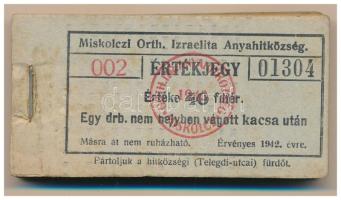 Miskolczi Orth. Izraelita Anyahitközség.
002 ÉRTÉKJEGY 01304
Értéke 40 fillér.
Egy drb. nem helyben vágott kacsa után
Másra át nem ruházható. Érvényes 1942. évre.
Pártoljuk a hitközségi (Telegdi-utcai) fürdőt.